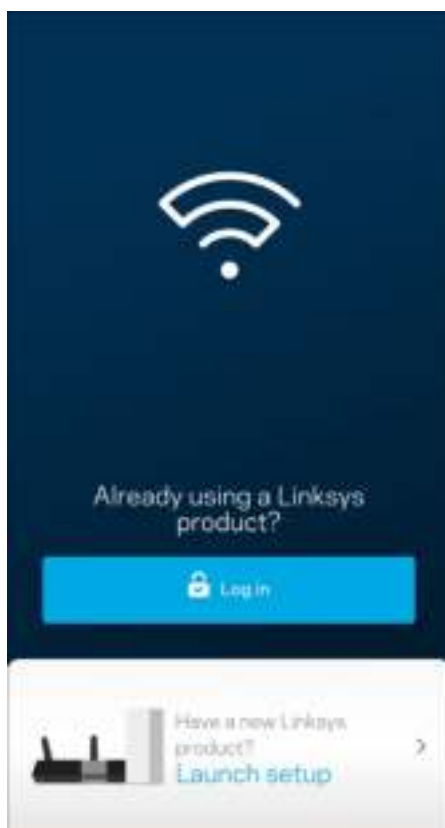 Already using a Linksys
product?
Log in
Have a new Linksys
product?
Launch setup